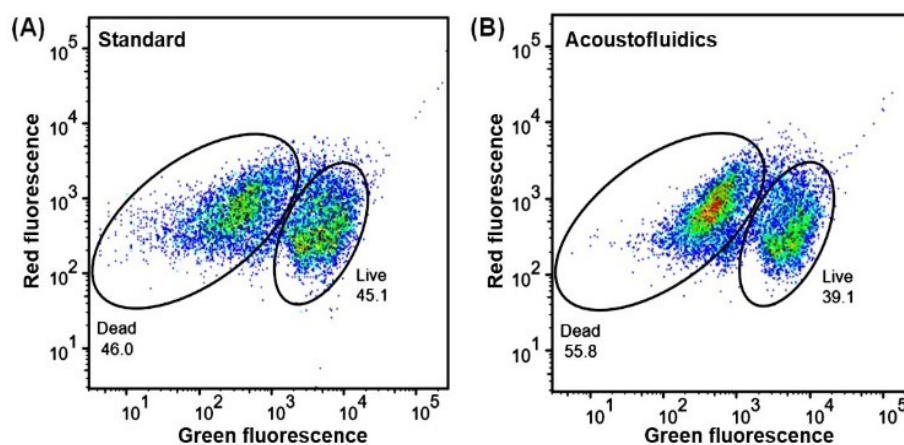 (A)
Standard
Red fluorescence
10^5
10^4
10^3
10^2
10^1
Live
45.1
Dead
46.0
10^1 10^2 10^3 10^4 10^5
Green fluorescence
(B)
Acoustofluidics
Red fluorescence
10^5
10^4
10^3
10^2
10^1
Live
39.1
Dead
55.8
10^1 10^2 10^3 10^4 10^5
Green fluorescence